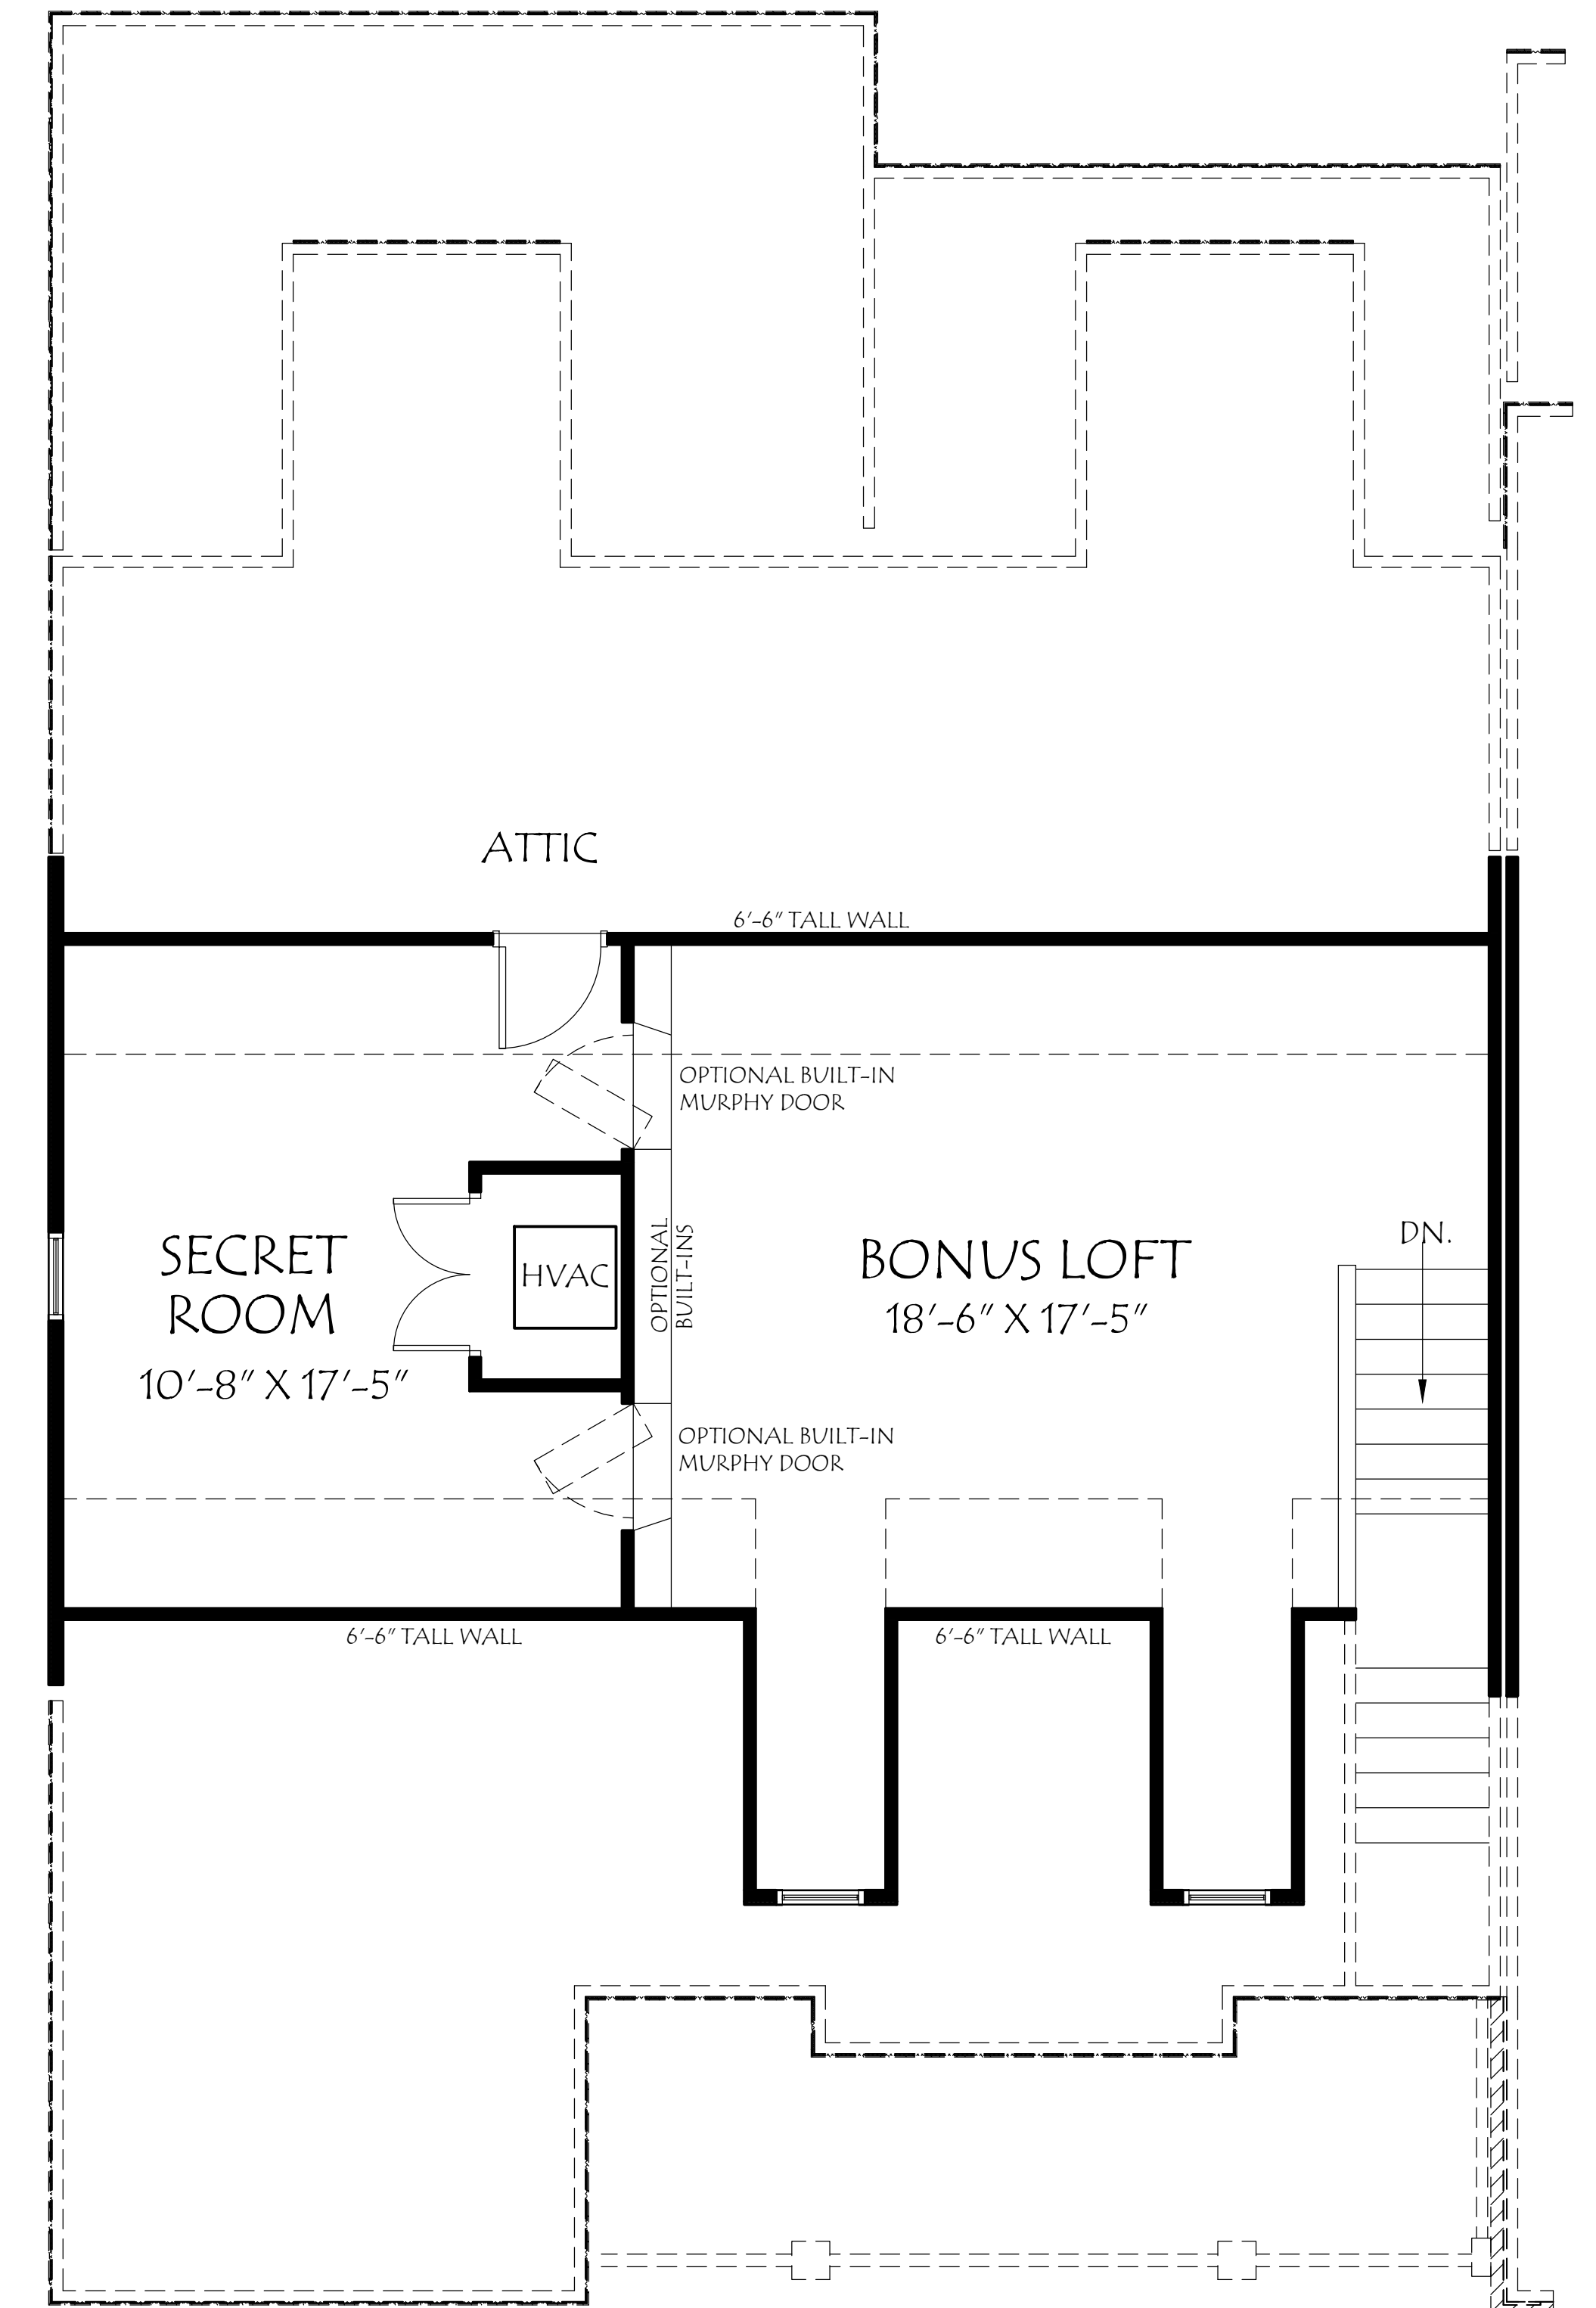 ATTIC
6'-6" TALL WALL
OPTIONAL BUILT-IN
MURPHY DOOR
SECRET
ROOM
10'-8" X 17'-5"
HVAC
OPTIONAL
BUILT-INS
BONUS LOFT
18'-6" X 17'-5"
DN.
OPTIONAL BUILT-IN
MURPHY DOOR
6'-6" TALL WALL
6'-6" TALL WALL